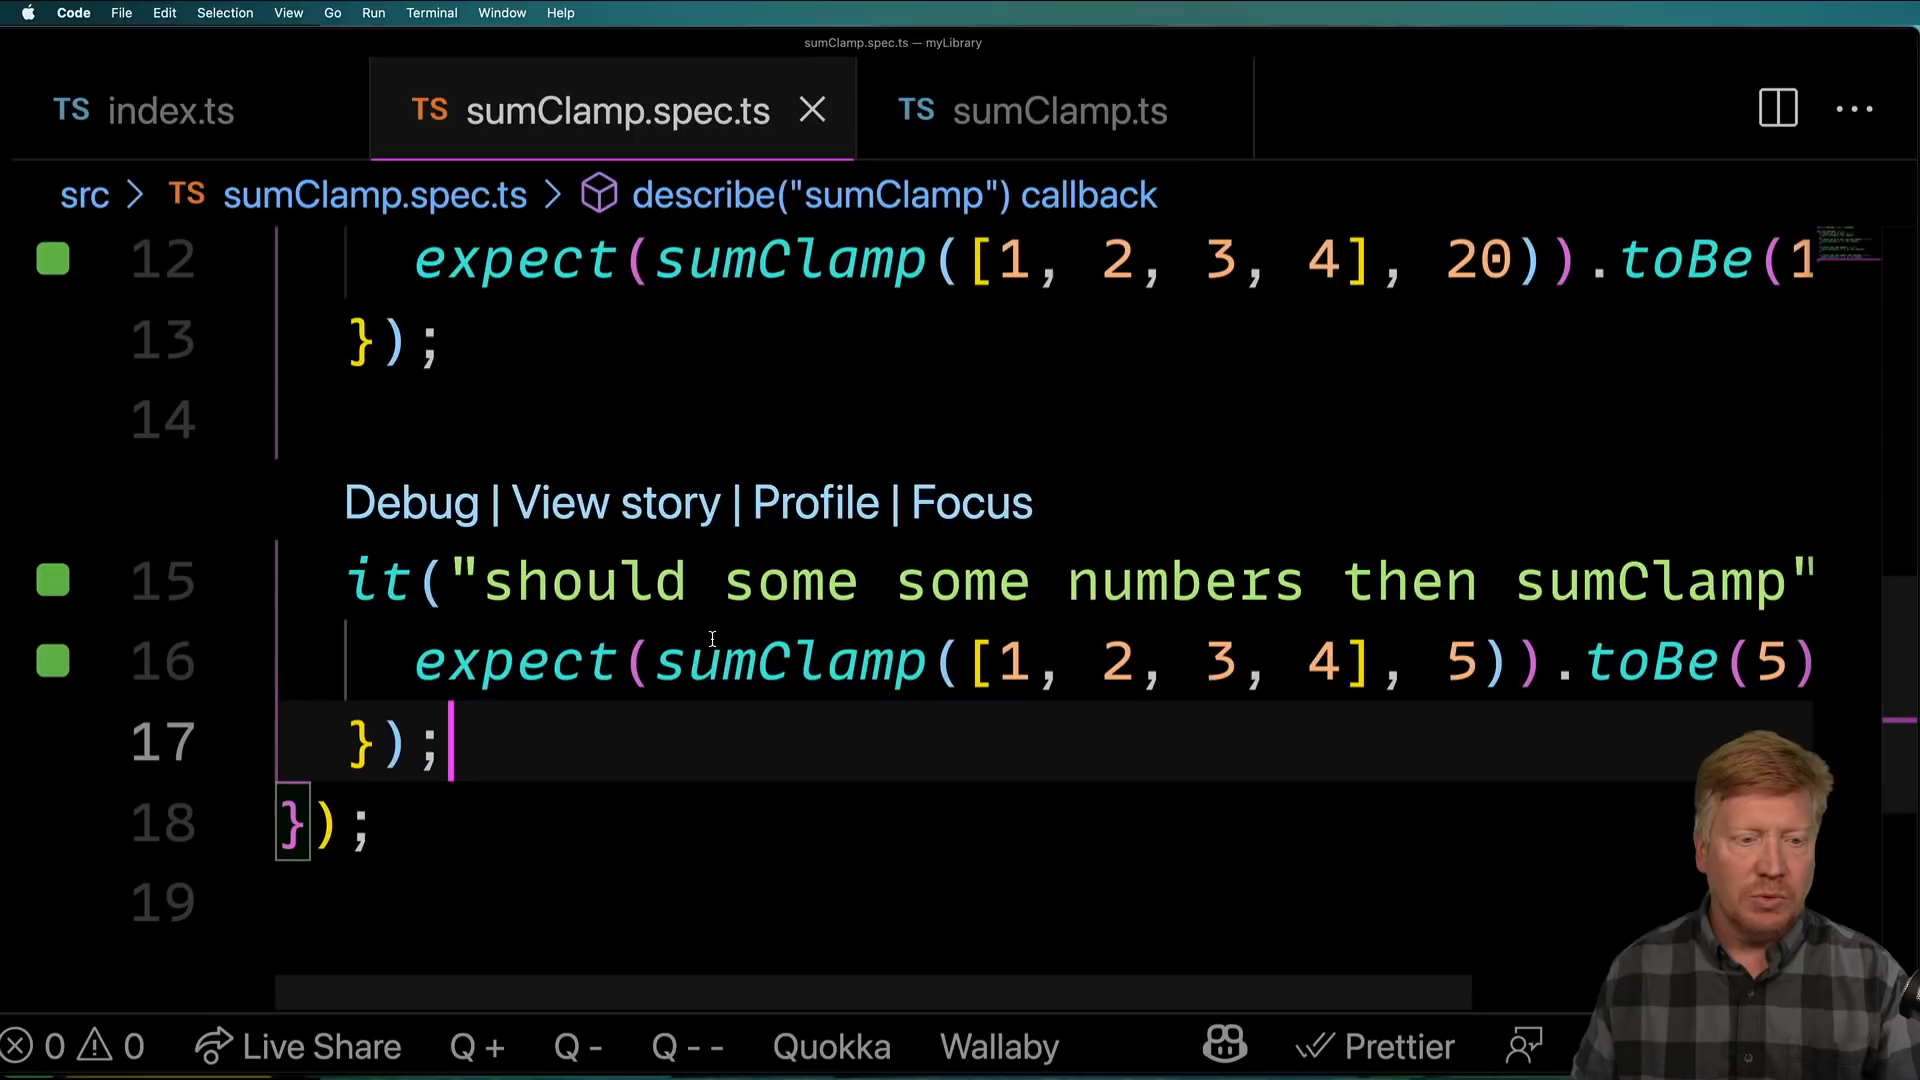 Code File Edit Selection View Go Run Terminal Window Help
sumClamp.spec.ts — myLibrary
TS index.ts TS sumClamp.spec.ts TS sumClamp.ts
src > TS sumClamp.spec.ts > describe("sumClamp") callback
12 expect(sumClamp([1, 2, 3, 4], 20)).toBe(1
13 });
14
Debug | View story | Profile | Focus
15 it("should some some numbers then sumClamp"
16 expect(sumClamp([1, 2, 3, 4], 5)).toBe(5)
17 });
18 });
19
0 0 Live Share Q + Q - Q - - Quokka Wallaby Prettier